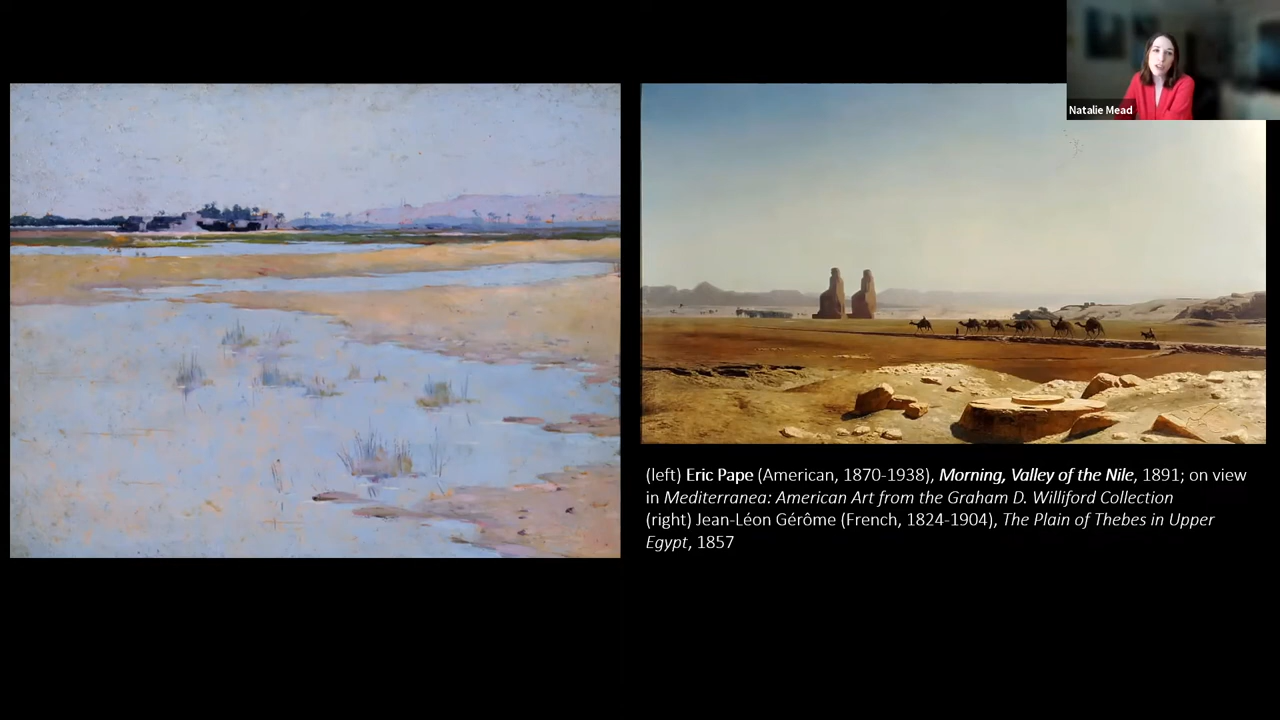 Natalie Mead
(left) Eric Pape (American, 1870-1938), Morning, Valley of the Nile, 1891; on view
in Mediterranea: American Art from the Graham D. Williford Collection
(right) Jean-Léon Gérôme (French, 1824-1904), The Plain of Thebes in Upper
Egypt, 1857